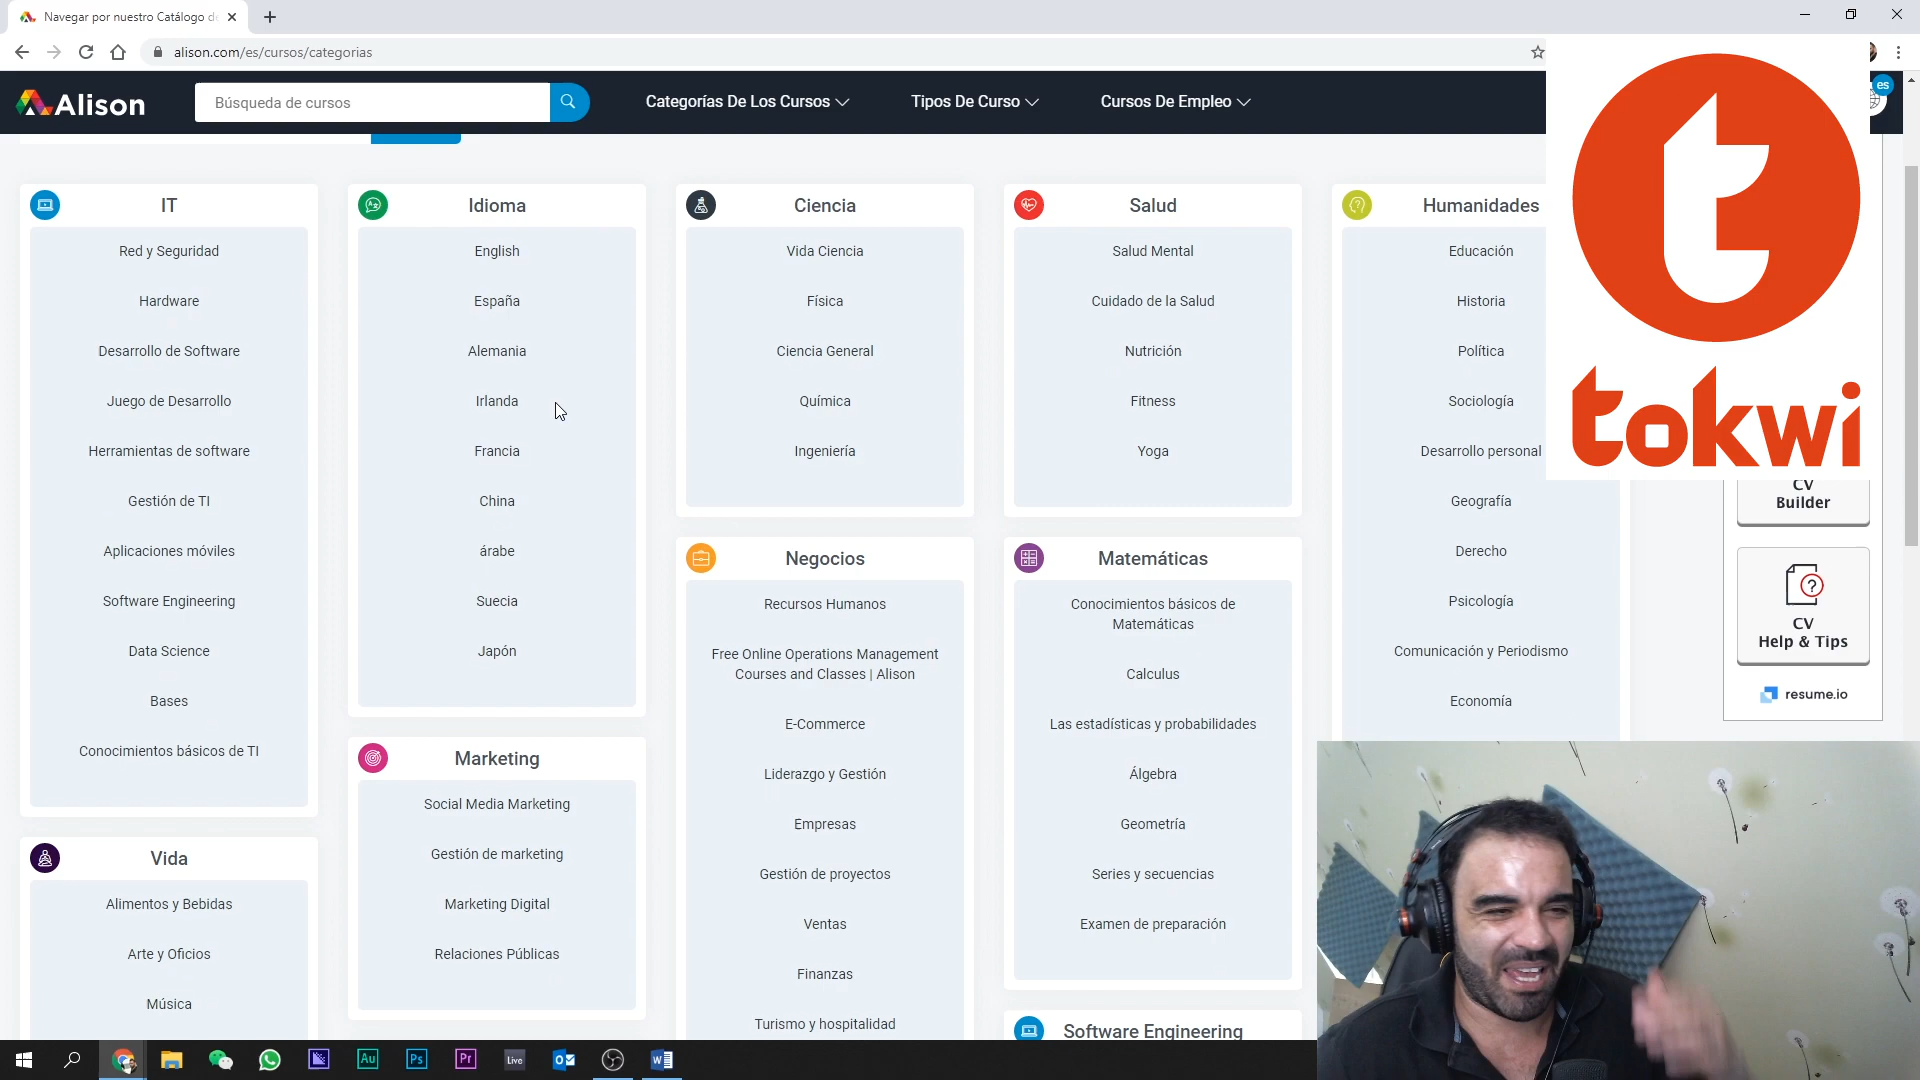 Navegar por nuestro Catálogo d
alison.com/es/cursos/categorias
Alison
Búsqueda de cursos
Categorías De Los Cursos
Tipos De Curso
Cursos De Empleo
es
IT
Red y Seguridad
Hardware
Desarrollo de Software
Juego de Desarrollo
Herramientas de software
Gestión de TI
Aplicaciones móviles
Software Engineering
Data Science
Bases
Conocimientos básicos de TI
Vida
Alimentos y Bebidas
Arte y Oficios
Música
Idioma
English
España
Alemania
Irlanda
Francia
China
árabe
Suecia
Japón
Marketing
Social Media Marketing
Gestión de marketing
Marketing Digital
Relaciones Públicas
Ciencia
Vida Ciencia
Física
Ciencia General
Química
Ingeniería
Negocios
Recursos Humanos
Free Online Operations Management
Courses and Classes | Alison
E-Commerce
Liderazgo y Gestión
Empresas
Gestión de proyectos
Ventas
Finanzas
Turismo y hospitalidad
Salud
Salud Mental
Cuidado de la Salud
Nutrición
Fitness
Yoga
Matemáticas
Conocimientos básicos de
Matemáticas
Calculus
Las estadísticas y probabilidades
Álgebra
Geometría
Series y secuencias
Examen de preparación
Software Engineering
Humanidades
Educación
Historia
Política
Sociología
Desarrollo personal
Geografía
Derecho
Psicología
Comunicación y Periodismo
Economía
t
tokwi
CV
Builder
CV
Help & Tips
resume.io
Au
Ps
Pr
Live